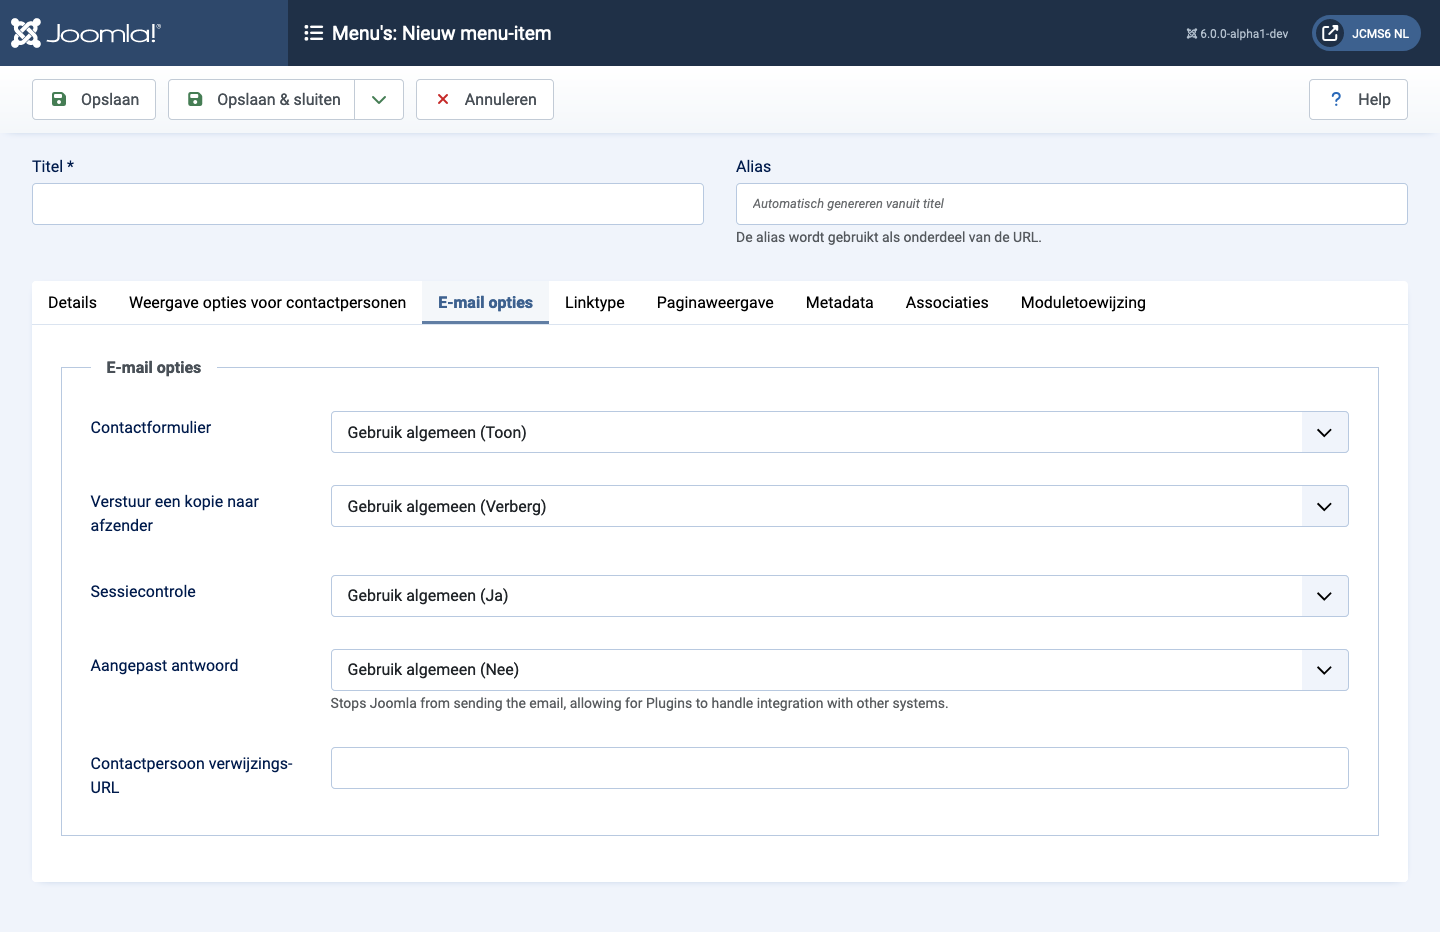 Joomla!®
Menu's: Nieuw menu-item
6.0.0-alpha1-dev
JCMS6 NL
Opslaan
Opslaan & sluiten
Annuleren
? Help
Titel *
Alias
Automatisch genereren vanuit titel
De alias wordt gebruikt als onderdeel van de URL.
Details Weergave opties voor contactpersonen E-mail opties Linktype Paginaweergave Metadata Associaties Moduletoewijzing
E-mail opties
Contactformulier
Gebruik algemeen (Toon)
Verstuur een kopie naar
afzender
Gebruik algemeen (Verberg)
Sessiecontrole
Gebruik algemeen (Ja)
Aangepast antwoord
Gebruik algemeen (Nee)
Stops Joomla from sending the email, allowing for Plugins to handle integration with other systems.
Contactpersoon verwijzings-
URL